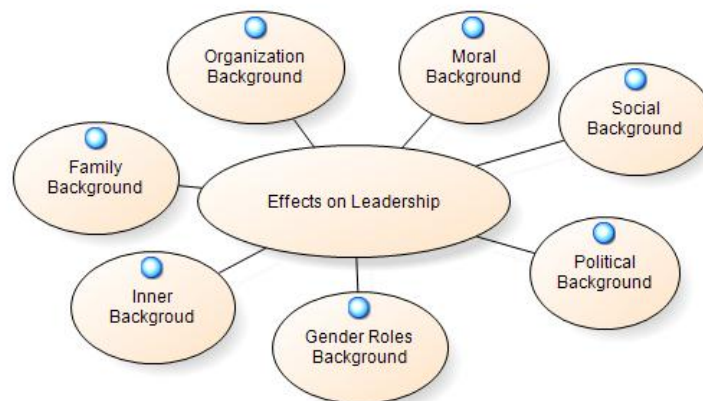 Organization
Background
Moral
Background
Social
Background
Family
Background
Effects on Leadership
Political
Background
Inner
Backgroud
Gender Roles
Background